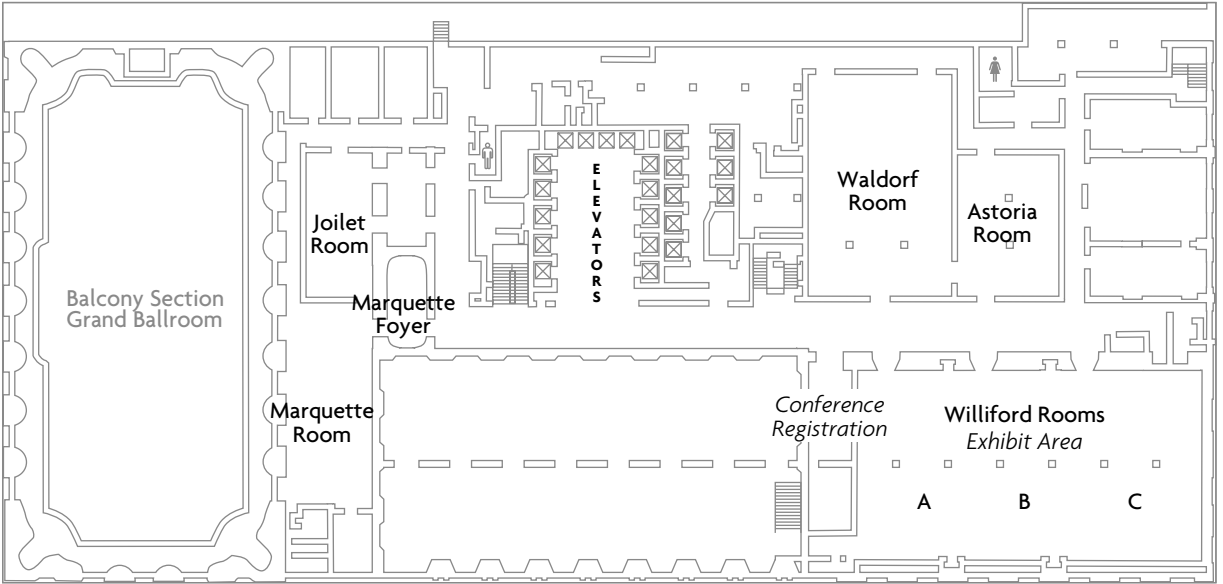 ELEVATORS
Waldorf
Room
Astoria
Room
Joilet
Room
Balcony Section
Grand Ballroom
Marquette
Foyer
Marquette
Room
Conference
Registration
Williford Rooms
Exhibit Area
A B C